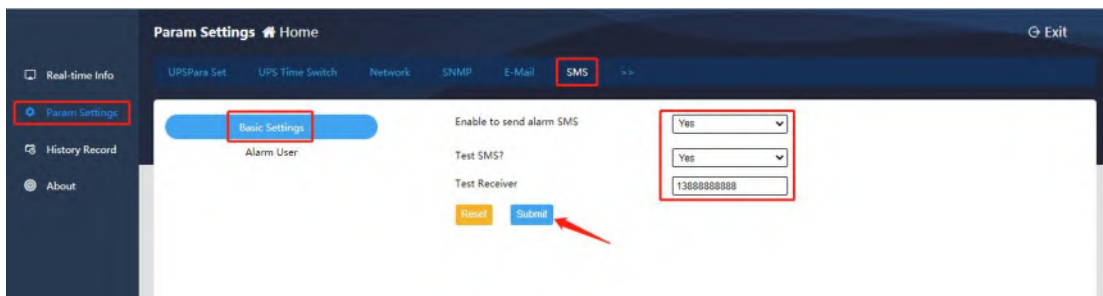 Param Settings Home
Exit
Real-time Info
Param Settings
History Record
About
UPSPara Set UPS Time Switch Network SNMP E-Mail SMS >>
Basic Settings
Alarm User
Enable to send alarm SMS Yes
Test SMS? Yes
Test Receiver 13888888888
Reset Submit